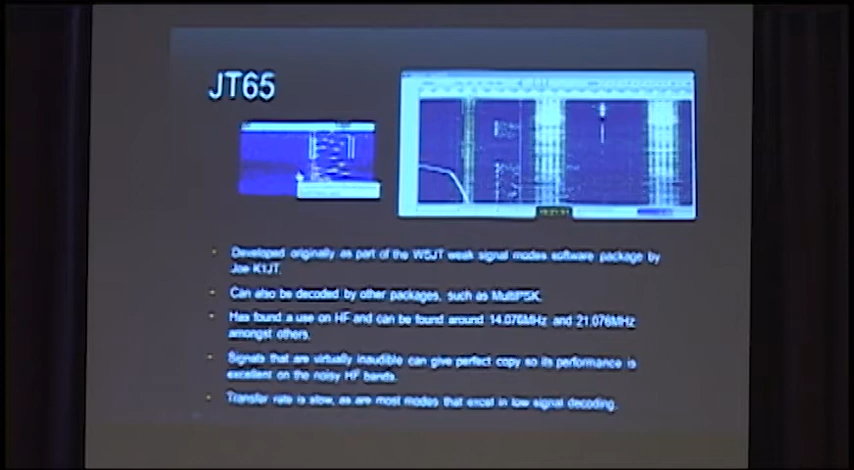 JT65
Developed originally as part of the WSJT weak signal modes software package by
Joe K1JT.
Can also be decoded by other packages, such as MultiPSK.
Has found a use on HF and can be found around 14.076MHz and 21.076MHz
amongst others.
Signals that are virtually inaudible can give perfect copy so its performance is
excellent on the noisy HF bands.
Transfer rate is slow, as are most modes that excel in low signal decoding.